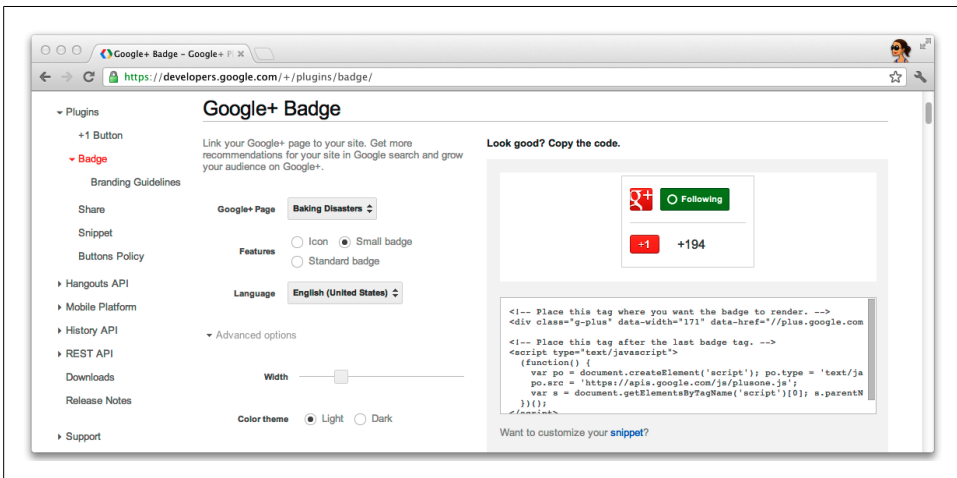 Google+ Badge – Google+ Pl
https://developers.google.com/+/plugins/badge/
Plugins
+1 Button
Badge
Branding Guidelines
Share
Snippet
Buttons Policy
Hangouts API
Mobile Platform
History API
REST API
Downloads
Release Notes
Support
Google+ Badge
Link your Google+ page to your site. Get more
recommendations for your site in Google search and grow
your audience on Google+.
Google+ Page Baking Disasters
Features Icon Small badge
Standard badge
Language English (United States)
Advanced options
Width
Color theme Light Dark
Look good? Copy the code.
g+ Following
+1 +194
<!-- Place this tag where you want the badge to render. -->
<div class="g-plus" data-width="171" data-href="//plus.google.com
<!-- Place this tag after the last badge tag. -->
<script type="text/javascript">
(function() {
var po = document.createElement('script'); po.type = 'text/ja
po.src = 'https://apis.google.com/js/plusone.js';
var s = document.getElementsByTagName('script')[0]; s.parentN
})();
</script>
Want to customize your snippet?